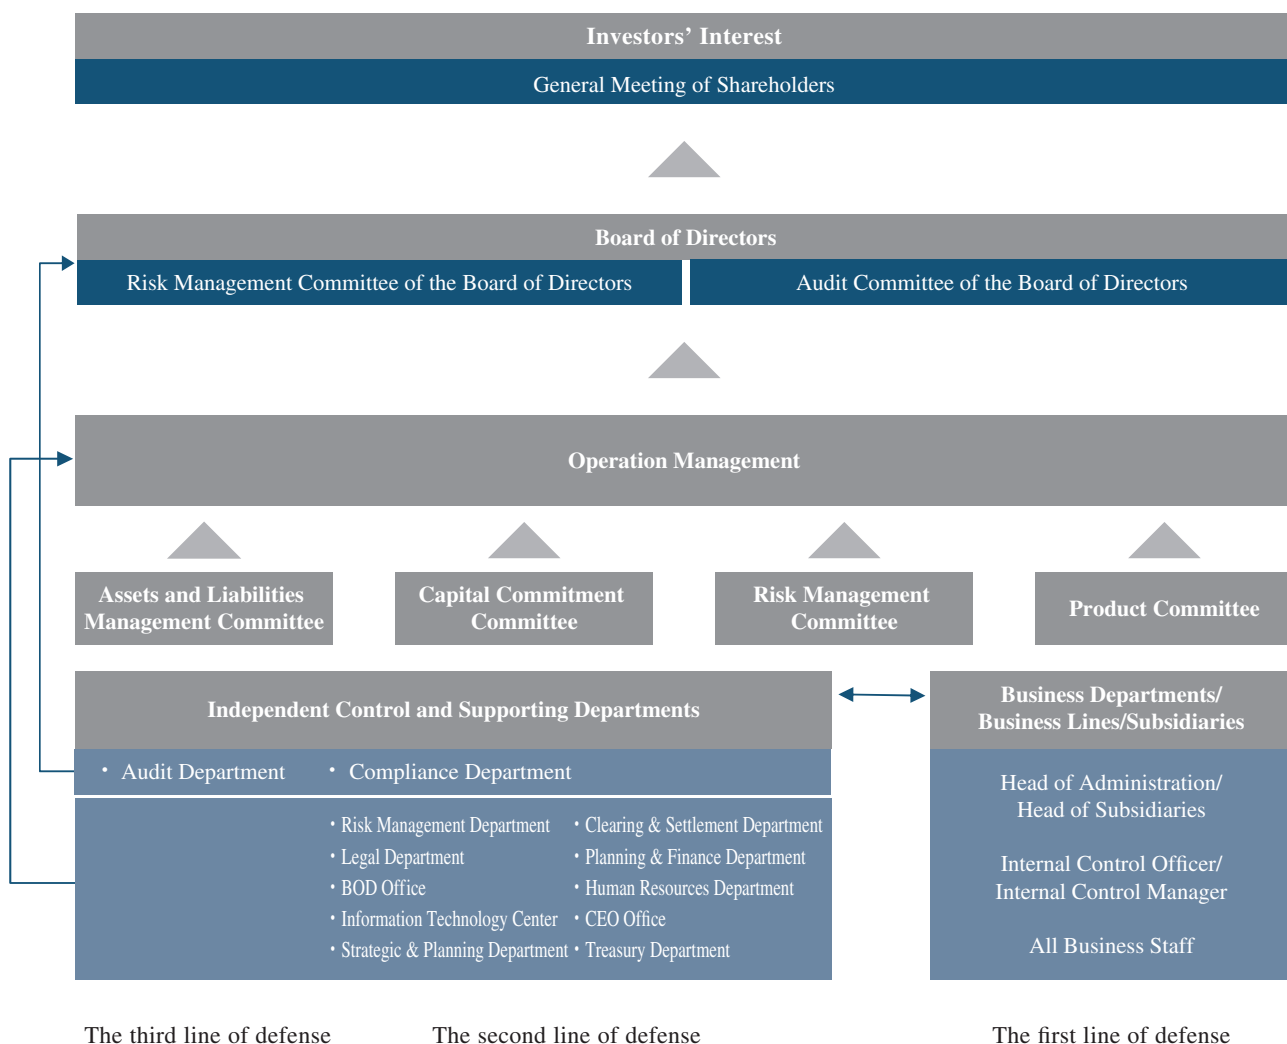 Investors’ Interest
General Meeting of Shareholders
Board of Directors
Risk Management Committee of the Board of Directors
Audit Committee of the Board of Directors
Operation Management
Assets and Liabilities
Management Committee
Capital Commitment
Committee
Risk Management
Committee
Product Committee
Independent Control and Supporting Departments
• Audit Department
• Compliance Department
• Risk Management Department
• Legal Department
• BOD Office
• Information Technology Center
• Strategic & Planning Department
• Clearing & Settlement Department
• Planning & Finance Department
• Human Resources Department
• CEO Office
• Treasury Department
Business Departments/
Business Lines/Subsidiaries
Head of Administration/
Head of Subsidiaries
Internal Control Officer/
Internal Control Manager
All Business Staff
The third line of defense
The second line of defense
The first line of defense